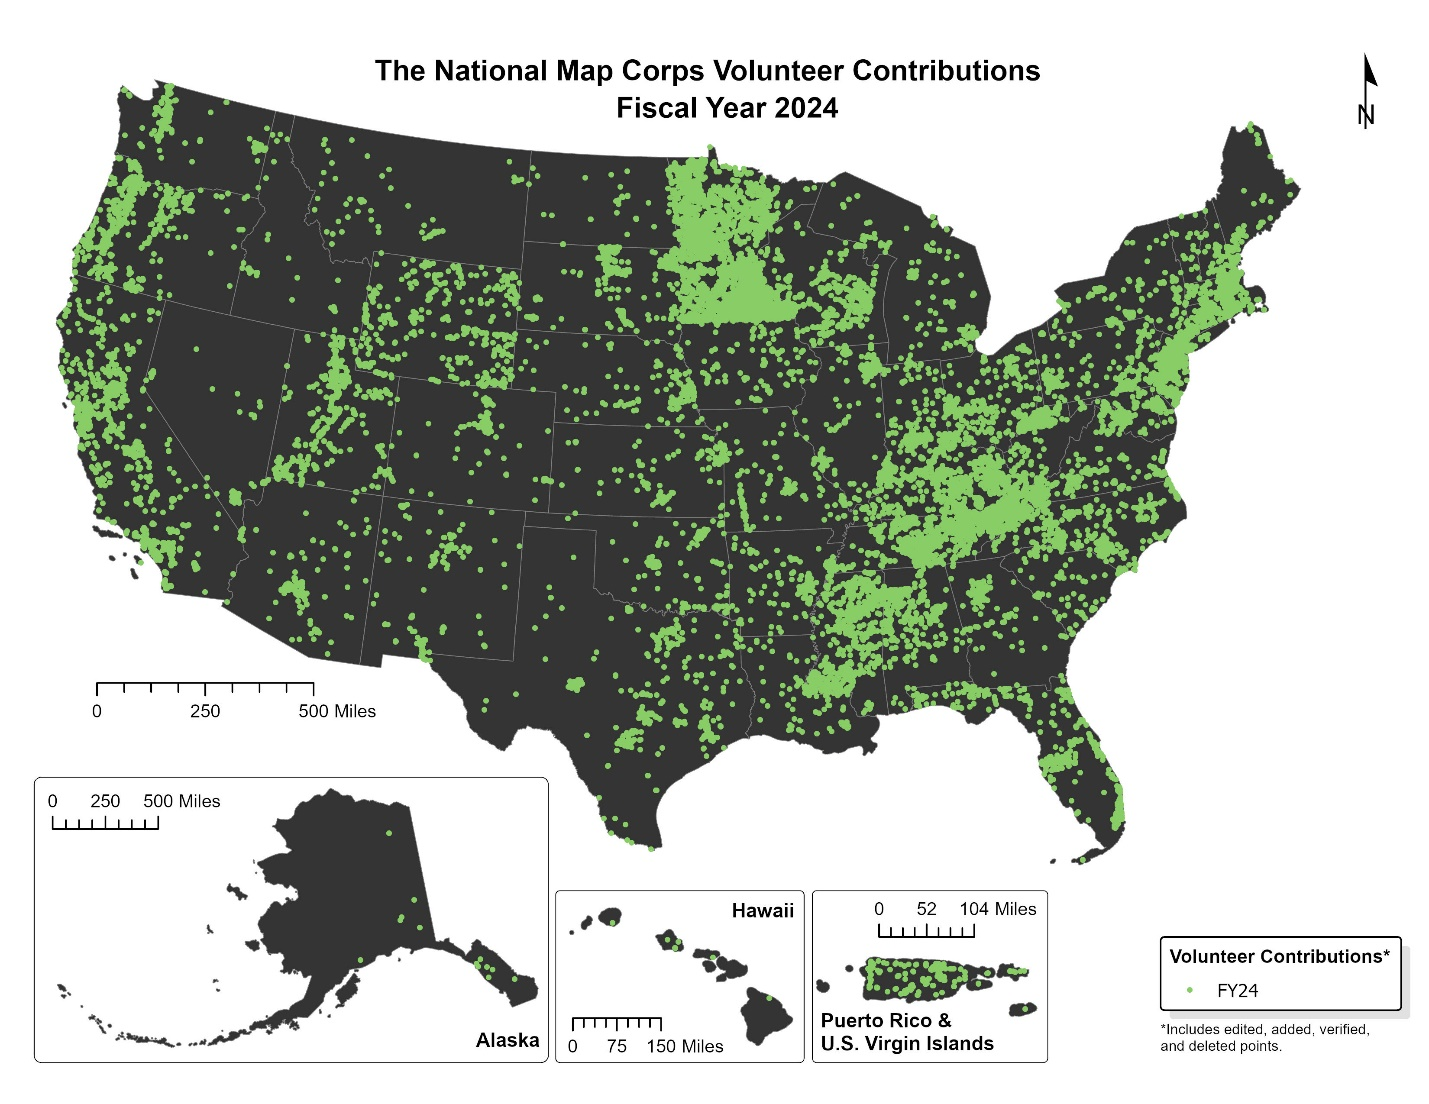 The National Map Corps Volunteer Contributions
Fiscal Year 2024
N
0 250 500 Miles
0 250 500 Miles
Alaska
Hawaii
0 75 150 Miles
0 52 104 Miles
Puerto Rico &
U.S. Virgin Islands
Volunteer Contributions*
FY24
*Includes edited, added, verified,
and deleted points.